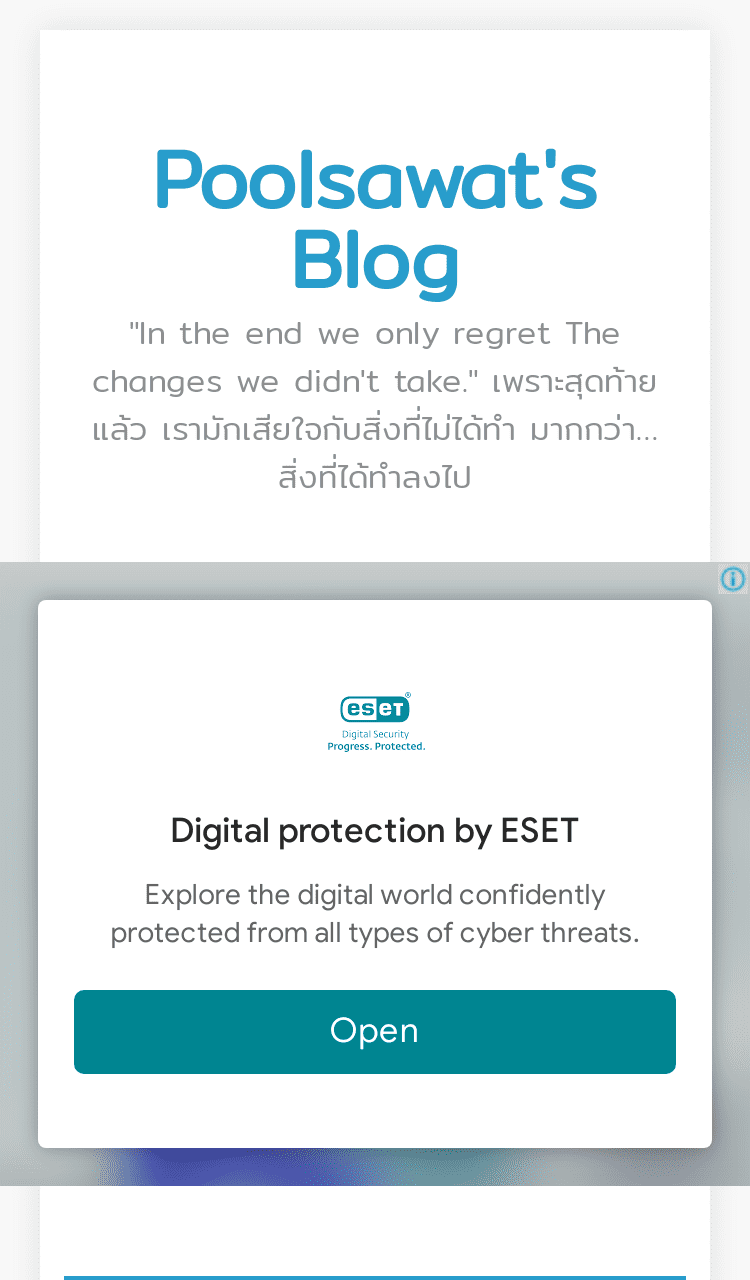 Poolsawat's
Blog
"In the end we only regret The
changes we didn't take." เพราะสุดท้าย
แล้ว เรามักเสียใจกับสิ่งที่ไม่ได้ทำ มากกว่า...
สิ่งที่ได้ทำลงไป
eset®
Digital Security
Progress. Protected.
Digital protection by ESET
Explore the digital world confidently
protected from all types of cyber threats.
Open